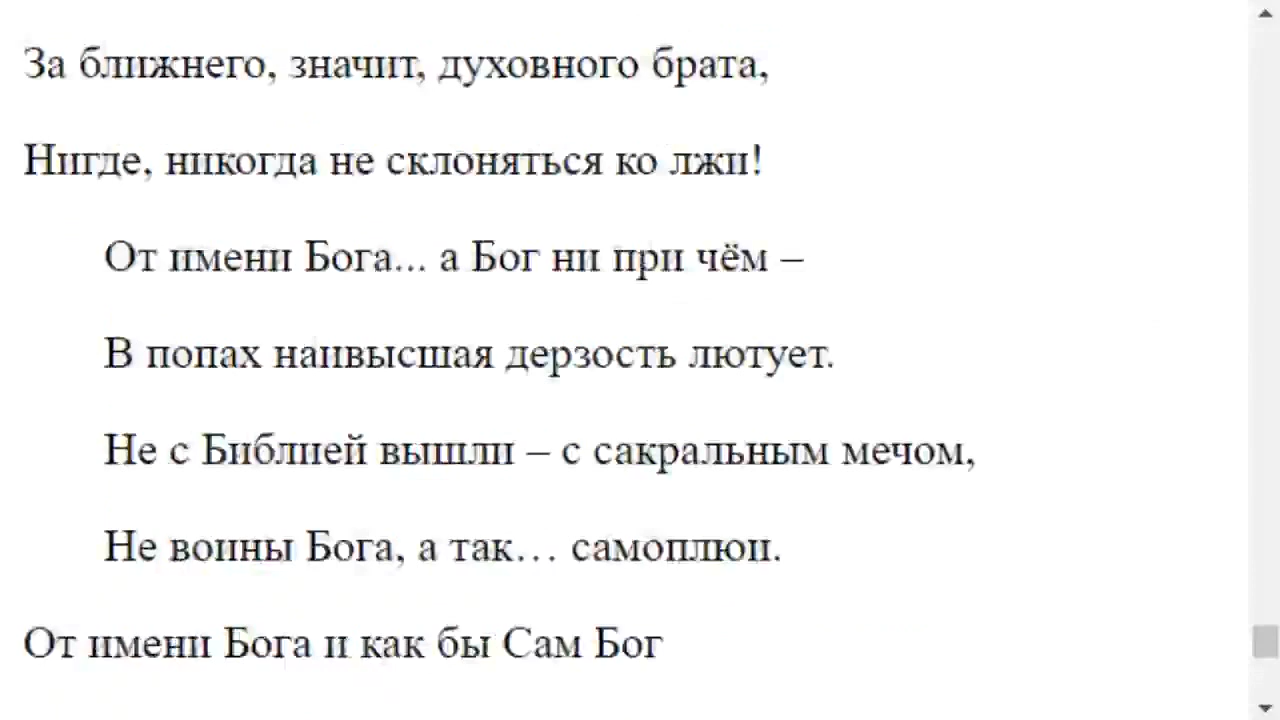 За ближнего, значит, духовного брата,
Нигде, никогда не склоняться ко лжи!
От имени Бога... а Бог ни при чём –
В попах наивысшая дерзость лютует.
Не с Библией вышли – с сакральным мечом,
Не воины Бога, а так… самоплюи.
От имени Бога и как бы Сам Бог